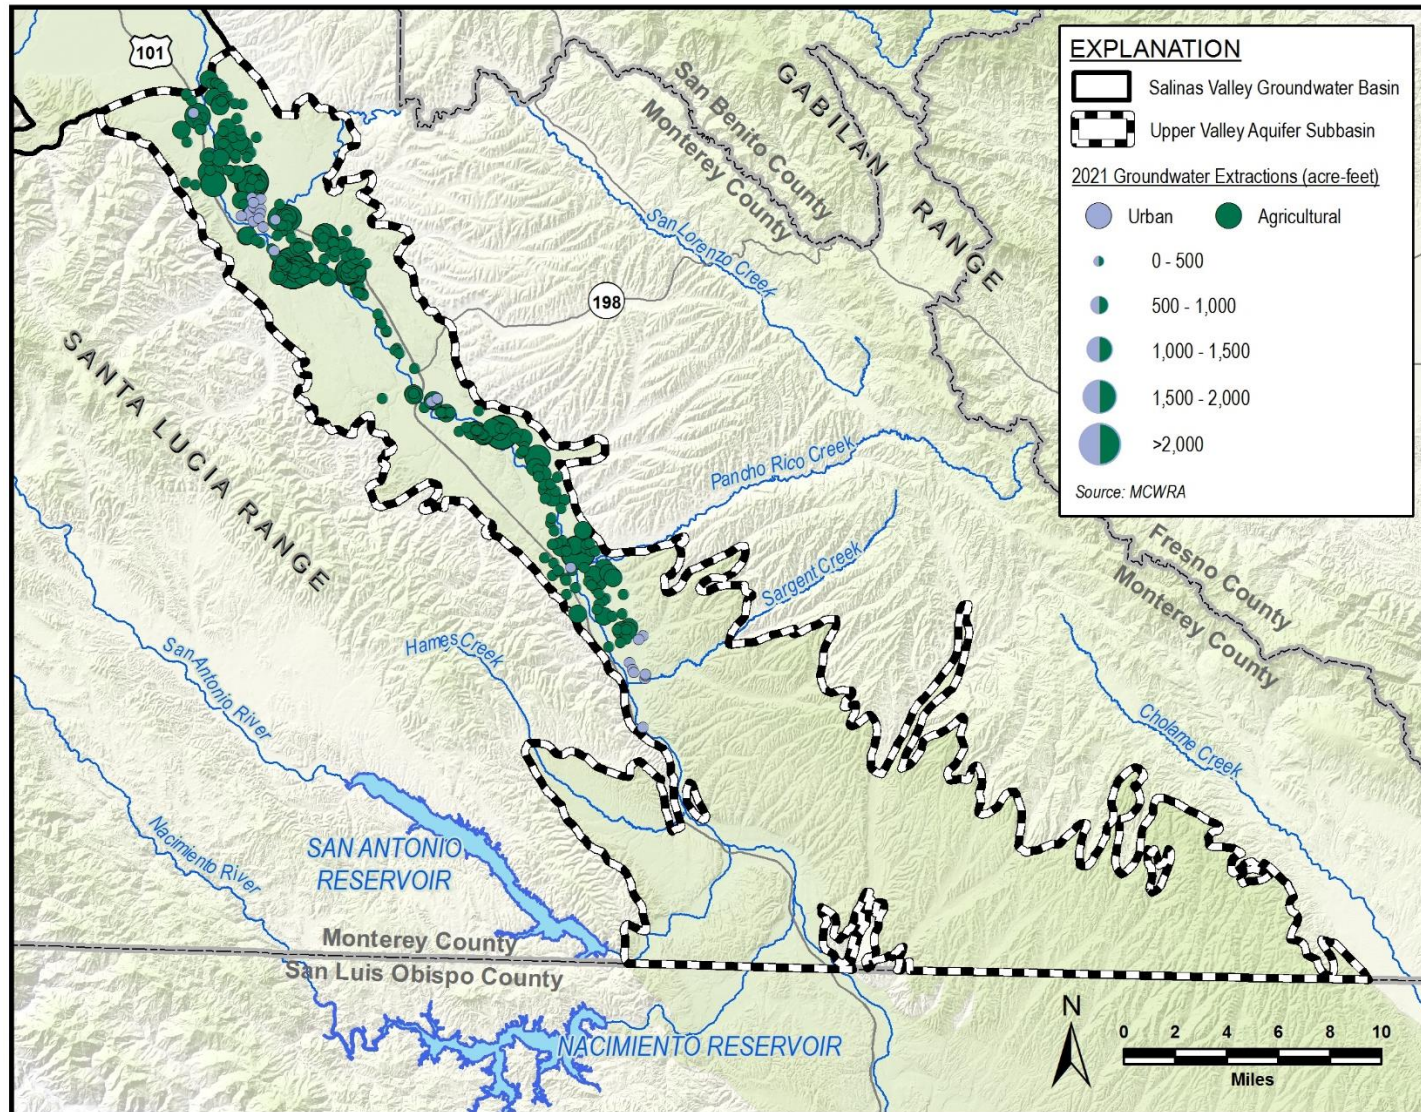 101
San Benito County
Monterey County
GABILAN
RANGE
San Lorenzo Creek
198
SANTA LUCIA RANGE
Pancho Rico Creek
Sargent Creek
Hames Creek
San Antonio River
Nacimiento River
SAN ANTONIO
RESERVOIR
Fresno County
Monterey County
Cholame Creek
Monterey County
San Luis Obispo County
NACIMIENTO RESERVOIR
EXPLANATION
Salinas Valley Groundwater Basin
Upper Valley Aquifer Subbasin
2021 Groundwater Extractions (acre-feet)
Urban
Agricultural
0 - 500
500 - 1,000
1,000 - 1,500
1,500 - 2,000
>2,000
Source: MCWRA
N
0 2 4 6 8 10
Miles